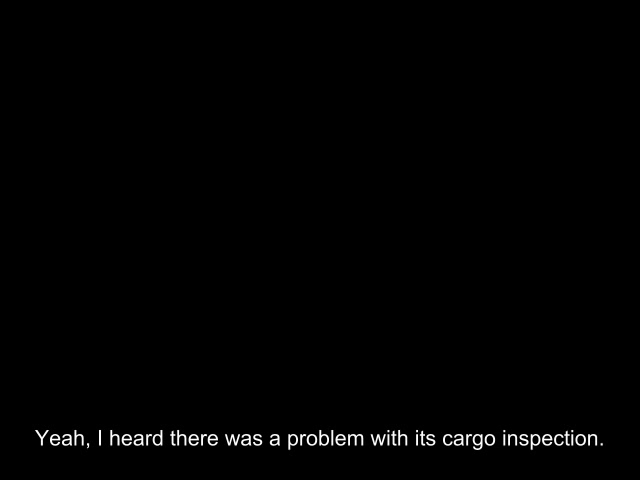 Yeah, I heard there was a problem with its cargo inspection.